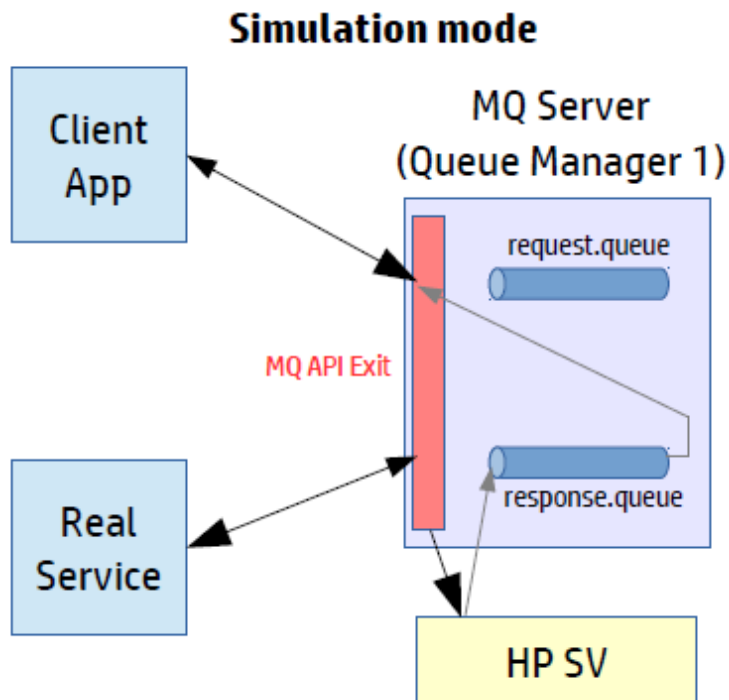 Simulation mode
Client
App
MQ Server
(Queue Manager 1)
request.queue
MQ API Exit
response.queue
Real
Service
HP SV